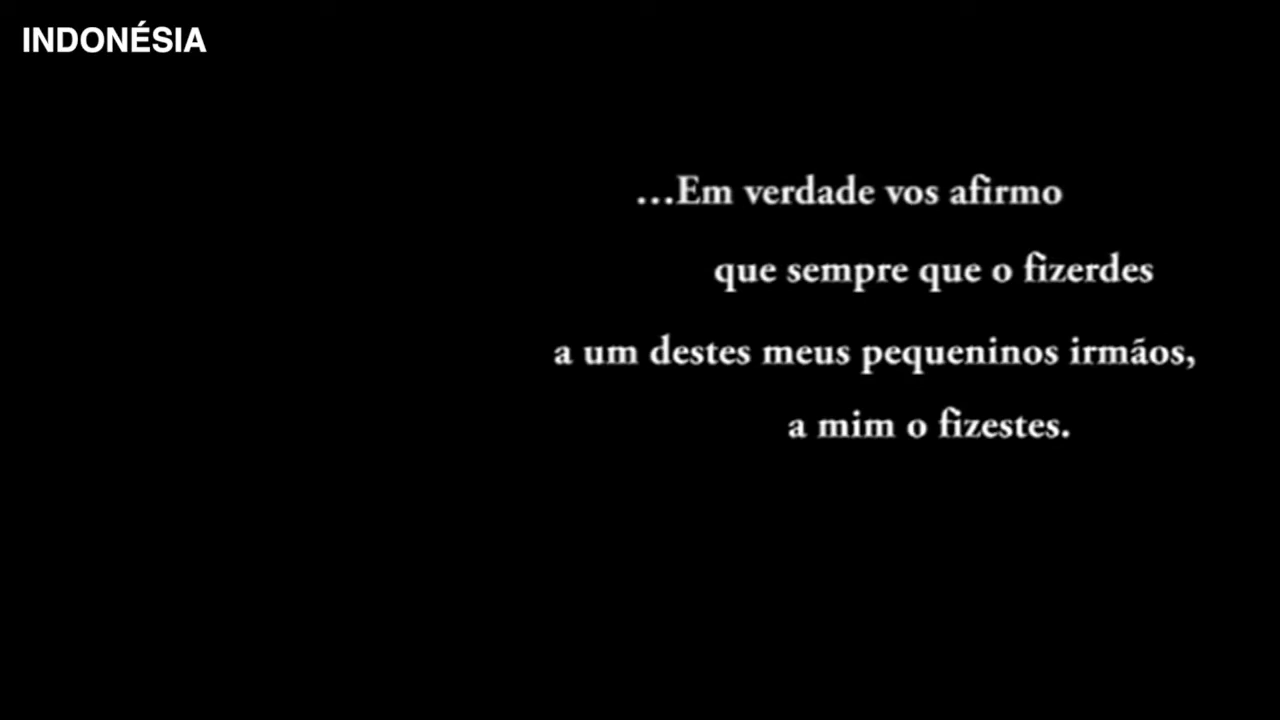 INDONÉSIA
...Em verdade vos afirmo
que sempre que o fizerdes
a um destes meus pequeninos irmãos,
a mim o fizestes.